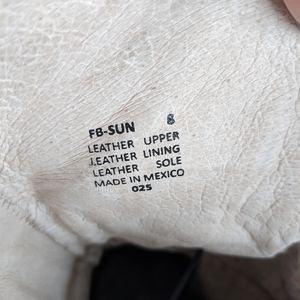 FB-SUN 8
LEATHER UPPER
LEATHER LINING
LEATHER SOLE
MADE IN MEXICO
025